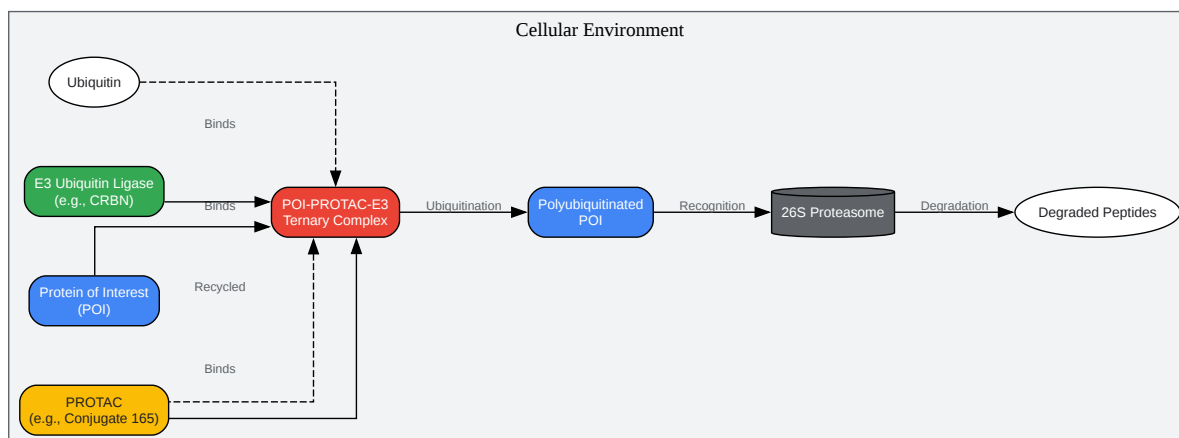 Cellular Environment
Ubiquitin
Binds
E3 Ubiquitin Ligase
(e.g., CRBN)
Binds
POI-PROTAC-E3
Ternary Complex
Ubiquitination
Polyubiquitinated
POI
Recognition
26S Proteasome
Degradation
Degraded Peptides
Protein of Interest
(POI)
Recycled
Binds
PROTAC
(e.g., Conjugate 165)